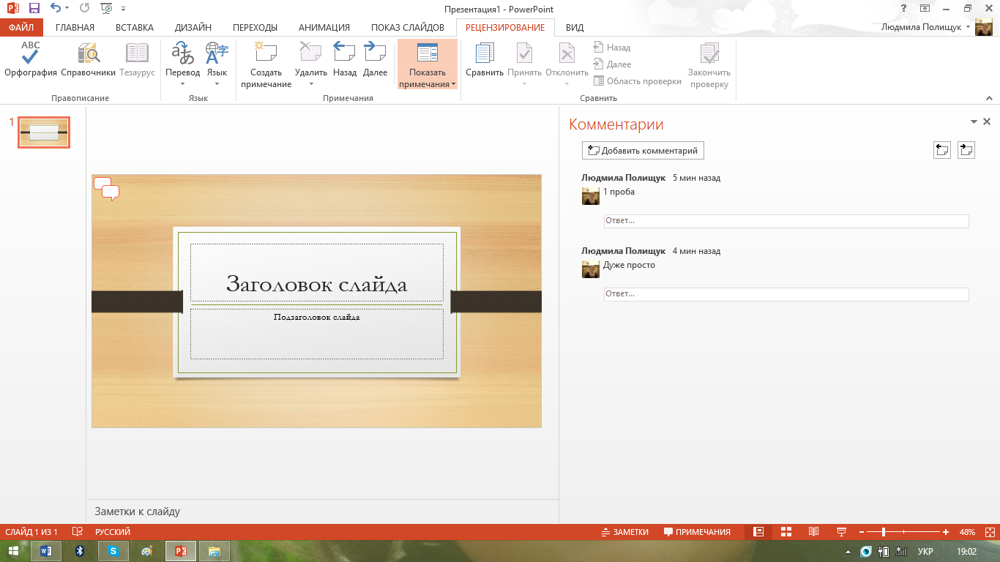 Презентация1 - PowerPoint
?
ФАЙЛ ГЛАВНАЯ ВСТАВКА ДИЗАЙН ПЕРЕХОДЫ АНИМАЦИЯ ПОКАЗ СЛАЙДОВ РЕЦЕНЗИРОВАНИЕ ВИД Людмила Полищук
ABC
Орфография Справочники Тезаурус
Перевод Язык
Создать примечание
Удалить Назад Далее
Показать примечания
Сравнить Принять Отклонить
Назад
Далее
Область проверки
Закончить проверку
Правописание Язык Примечания Сравнить
1
Заголовок слайда
Подзаголовок слайда
Заметки к слайду
Комментарии
Добавить комментарий
Людмила Полищук 5 мин назад
1 проба
Ответ...
Людмила Полищук 4 мин назад
Дуже просто
Ответ...
СЛАЙД 1 ИЗ 1 РУССКИЙ ЗАМЕТКИ ПРИМЕЧАНИЯ 48%
УКР 19:02